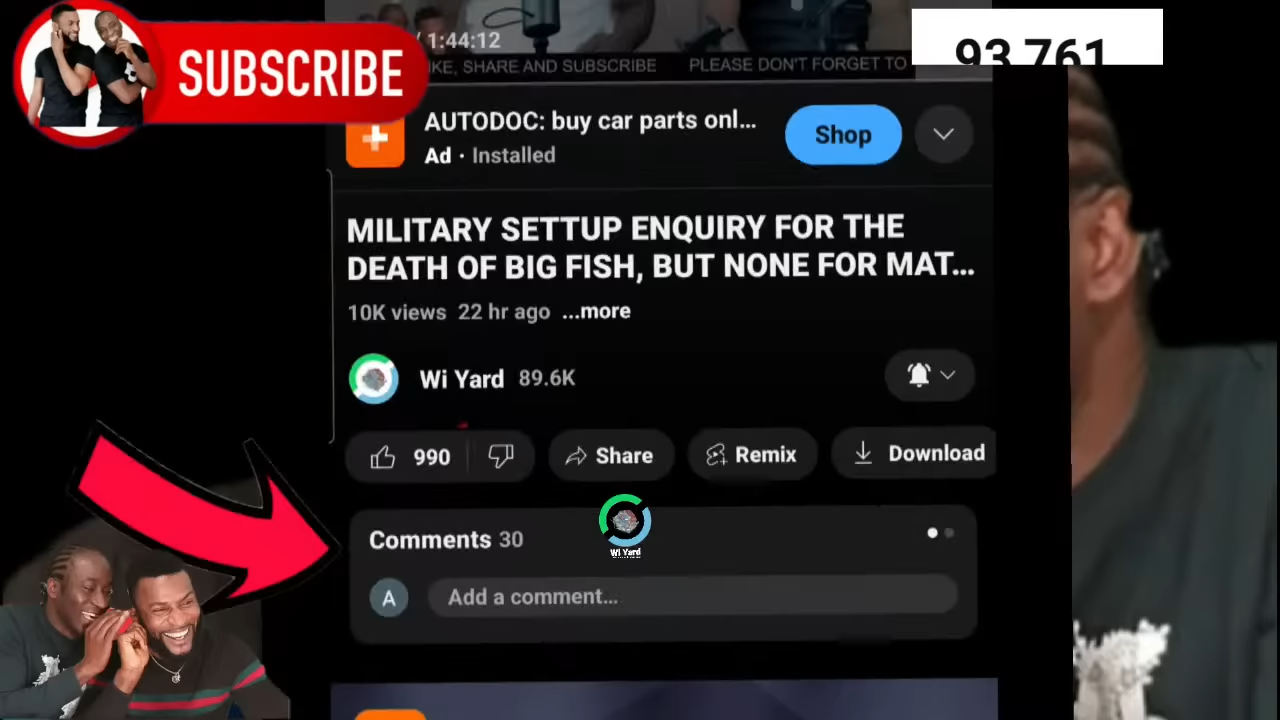 SUBSCRIBE
/ 1:44:12
IKE, SHARE AND SUBSCRIBE PLEASE DON'T FORGET TO
93,761
AUTODOC: buy car parts onl...
Ad · Installed
Shop
MILITARY SETTUP ENQUIRY FOR THE
DEATH OF BIG FISH, BUT NONE FOR MAT...
10K views 22 hr ago ...more
Wi Yard 89.6K
990
Share
Remix
Download
Comments 30
Wi Yard
A
Add a comment...